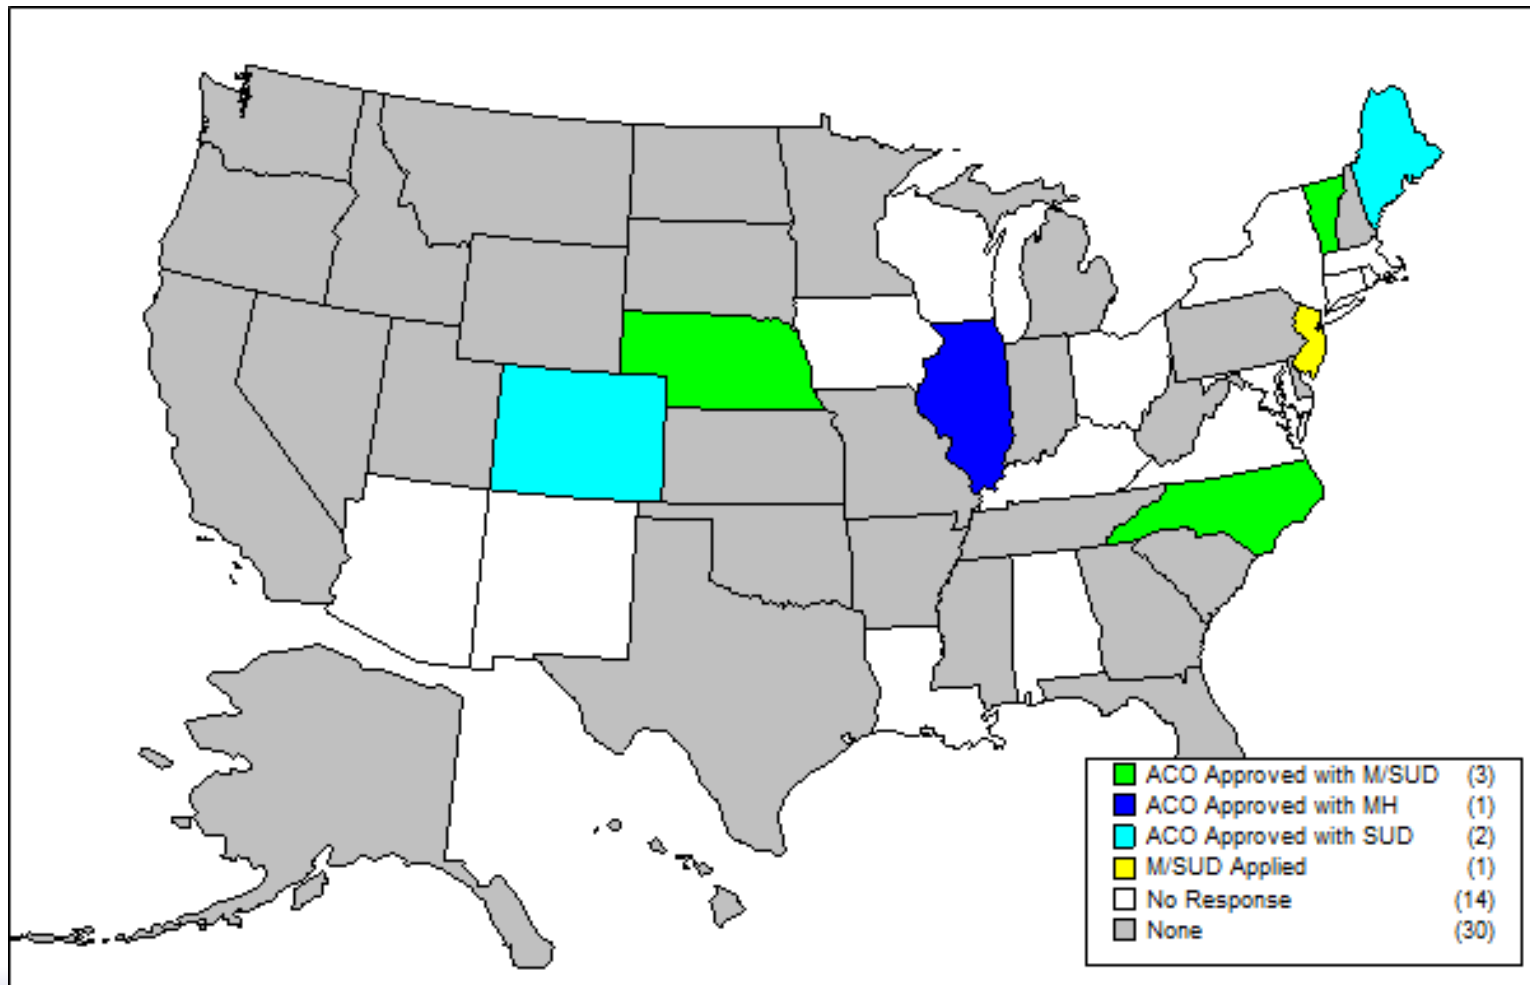 ACO Approved with M/SUD (3)
ACO Approved with MH (1)
ACO Approved with SUD (2)
M/SUD Applied (1)
No Response (14)
None (30)